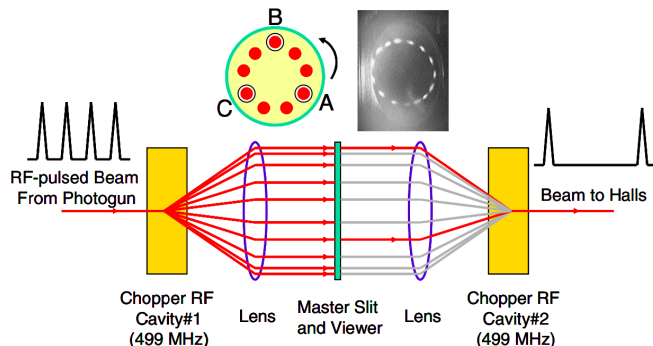 B
A
C
RF-pulsed Beam
From Photogun
Beam to Halls
Chopper RF
Cavity#1
(499 MHz)
Lens
Master Slit
and Viewer
Lens
Chopper RF
Cavity#2
(499 MHz)